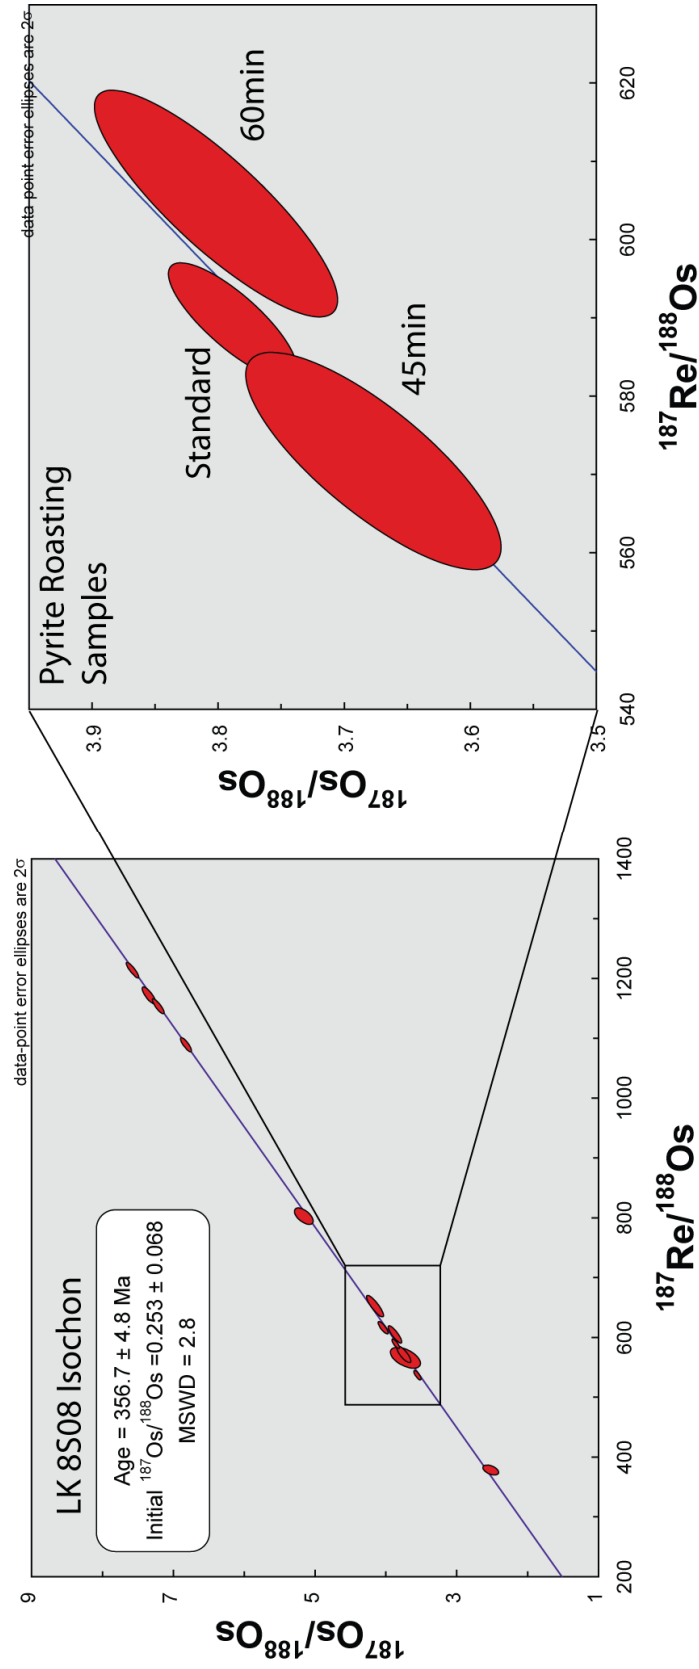 data-point error ellipses are 2σ
LK 8S08 Isochon
Age = 356.7 ± 4.8 Ma
Initial ¹⁸⁷Os/¹⁸⁸Os =0.253 ± 0.068
MSWD = 2.8
9
7
5
3
1
¹⁸⁷Os/¹⁸⁸Os
200
400
600
800
1000
1200
1400
¹⁸⁷Re/¹⁸⁸Os
data-point error ellipses are 2σ
Pyrite Roasting
Samples
Standard
60min
45min
3.9
3.8
3.7
3.6
3.5
¹⁸⁷Os/¹⁸⁸Os
540
560
580
600
620
¹⁸⁷Re/¹⁸⁸Os